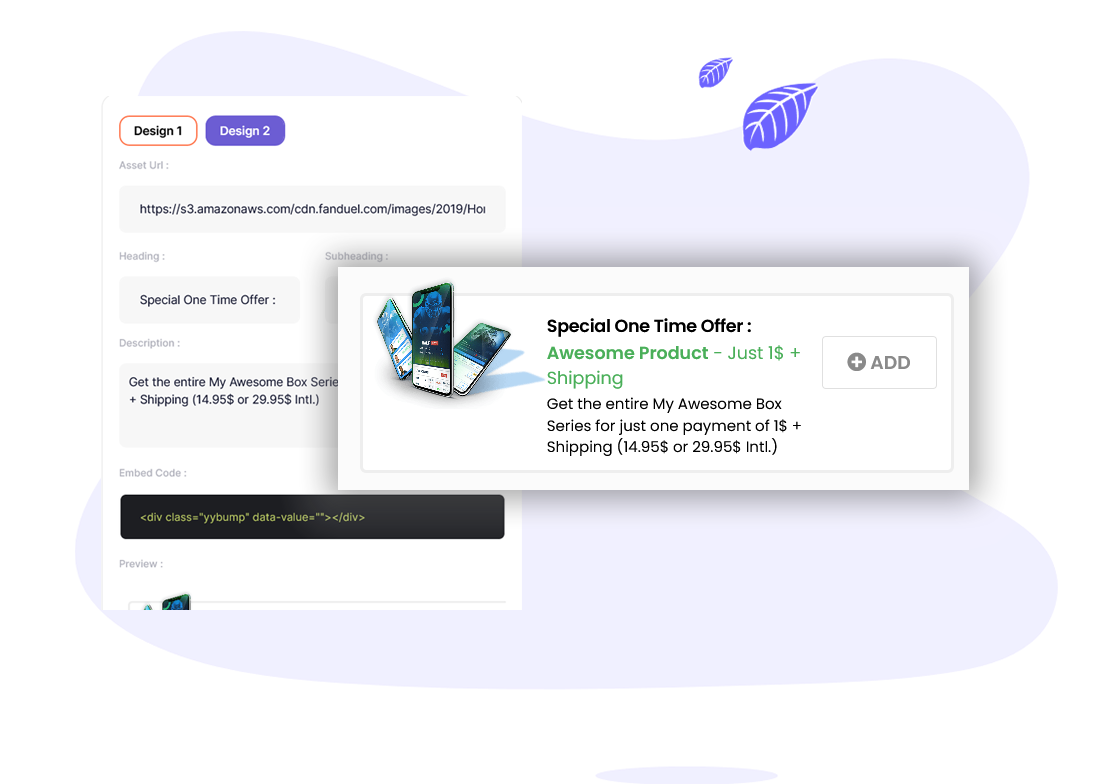 Design 1
Design 2
Asset Url :
https://s3.amazonaws.com/cdn.fanduel.com/images/2019/Hor
Heading :
Subheading :
Special One Time Offer :
Description :
Get the entire My Awesome Box Serie
+ Shipping (14.95$ or 29.95$ Intl.)
Embed Code :
<div class="yybump" data-value=""></div>
Preview :
Special One Time Offer :
Awesome Product - Just 1$ +
Shipping
Get the entire My Awesome Box
Series for just one payment of 1$ +
Shipping (14.95$ or 29.95$ Intl.)
ADD